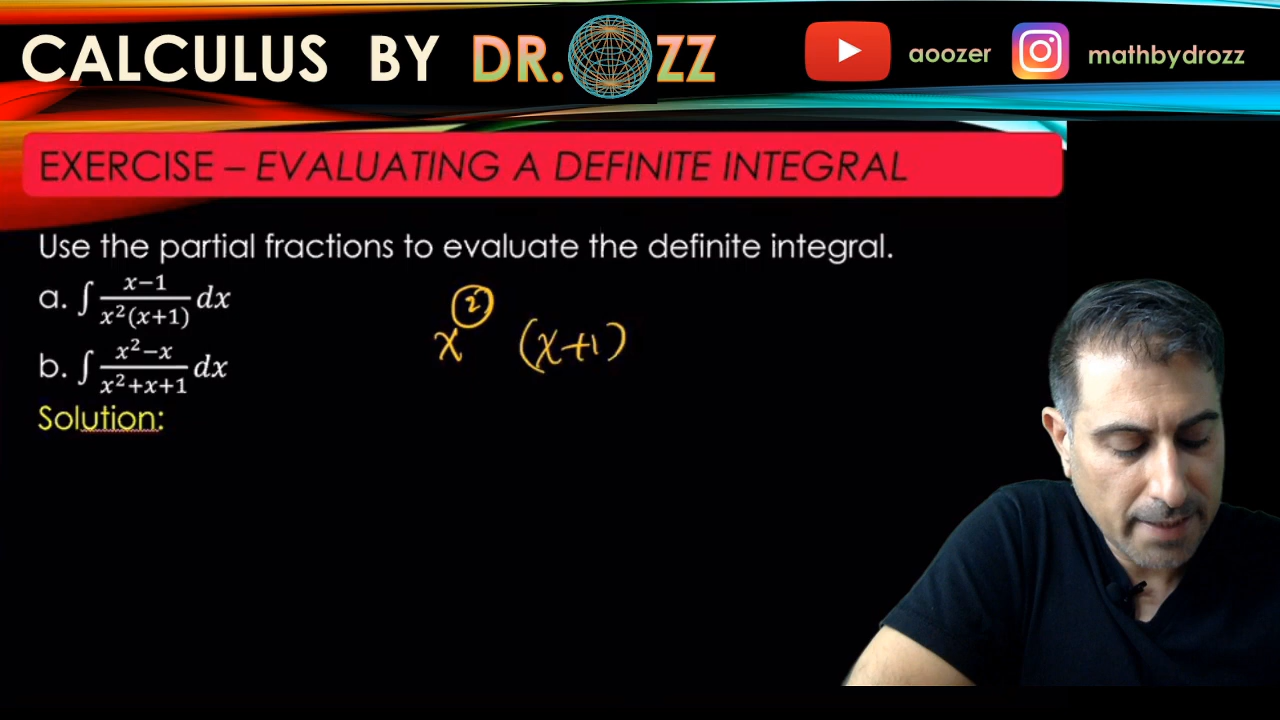 CALCULUS BY DR. OZZ
aoozer
mathbydrozz
EXERCISE – EVALUATING A DEFINITE INTEGRAL
Use the partial fractions to evaluate the definite integral.
a. ∫ (x−1)/(x²(x+1)) dx
x² (x+1)
b. ∫ (x²−x)/(x²+x+1) dx
Solution: